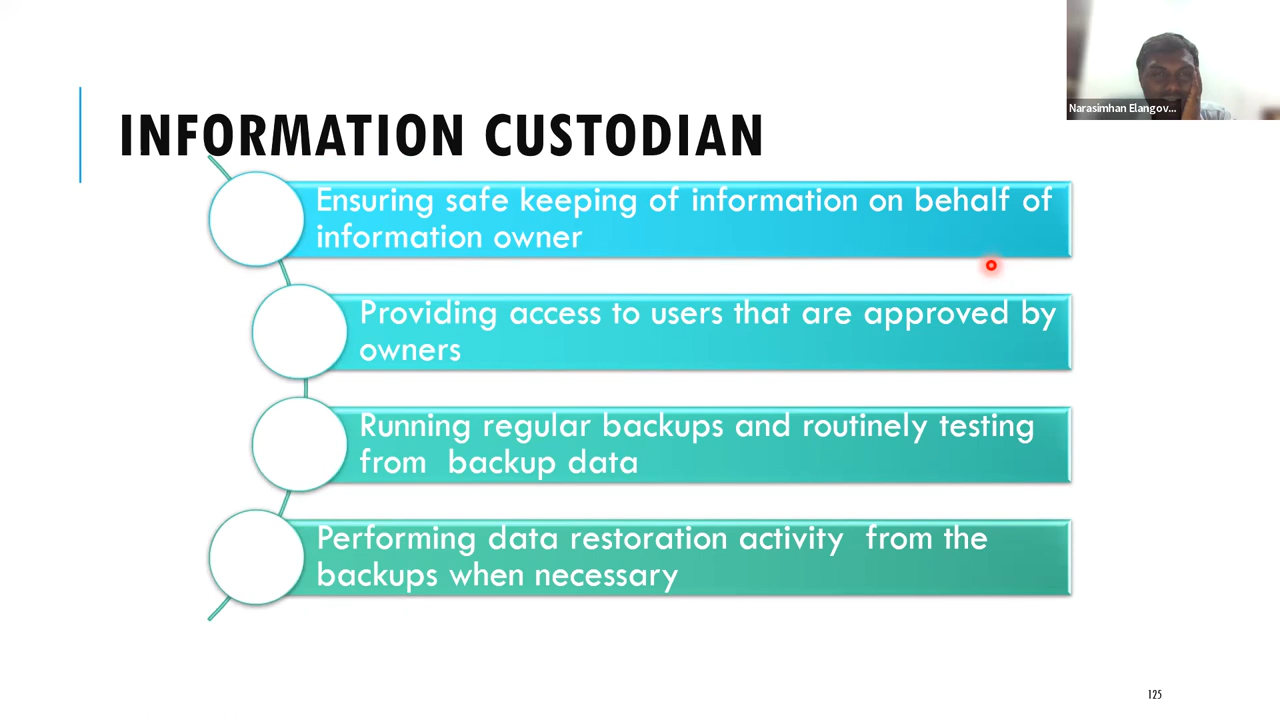 Narasimhan Elangov...
INFORMATION CUSTODIAN
Ensuring safe keeping of information on behalf of
information owner
Providing access to users that are approved by
owners
Running regular backups and routinely testing
from  backup data
Performing data restoration activity  from the
backups when necessary
125